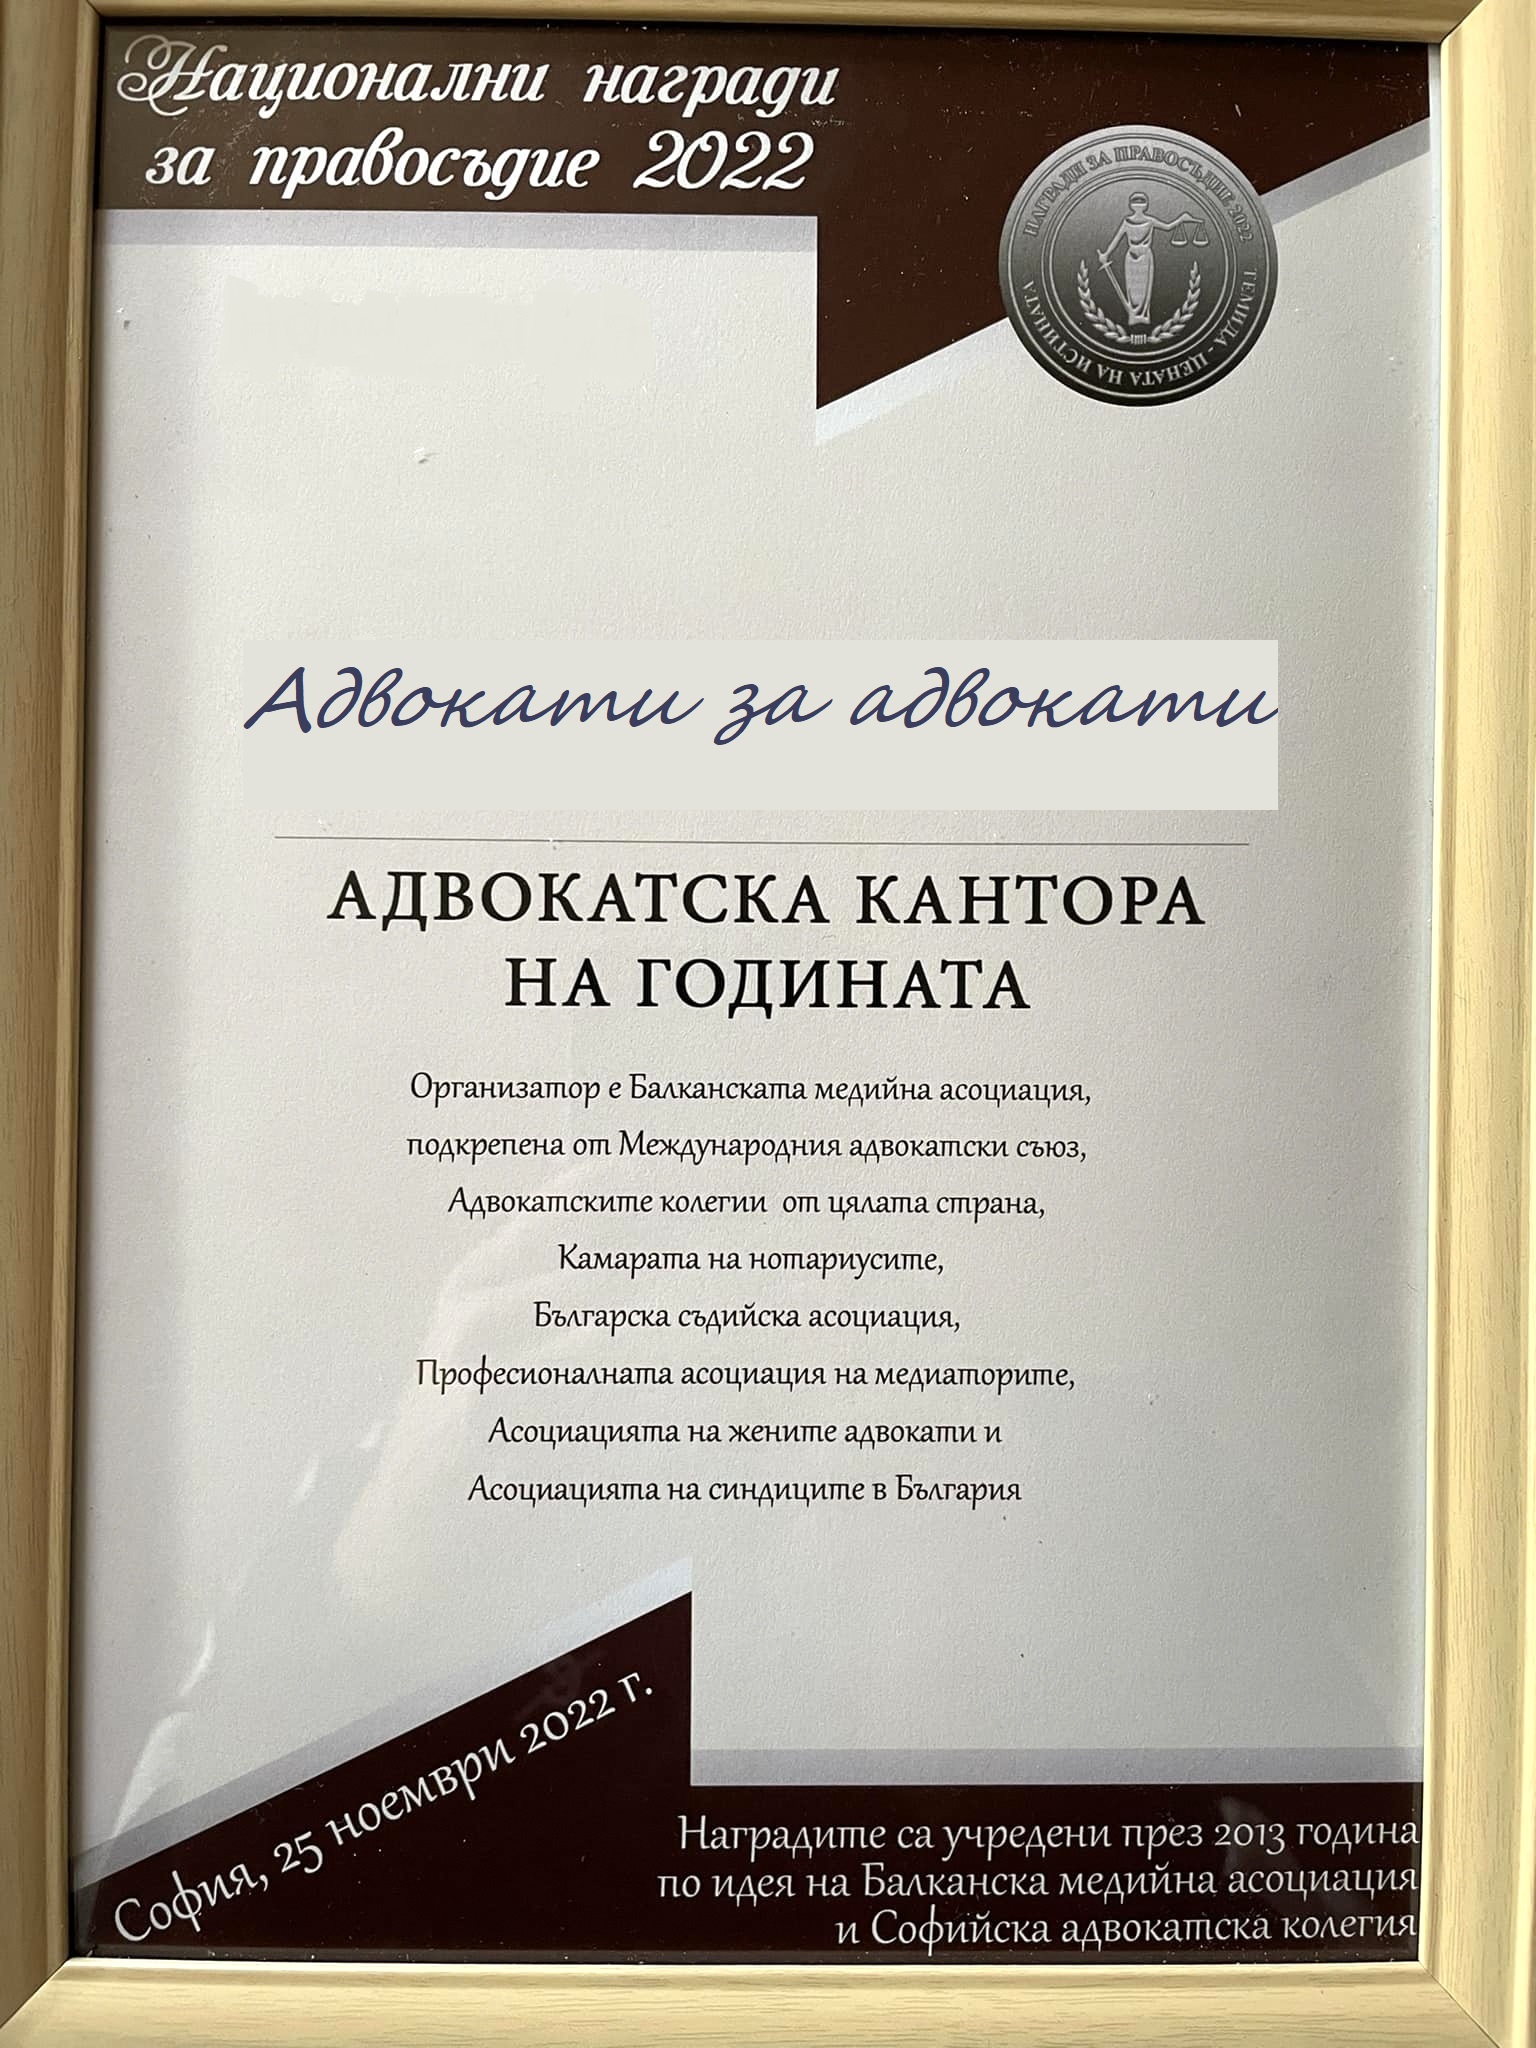 Национални награди
за правосъдие 2022
НАГРАДИ ЗА ПРАВОСЪДИЕ 2022
ТЕМИДА - ЦЕНАТА НА ИСТИНАТА
Адвокати за адвокати
АДВОКАТСКА КАНТОРА
НА ГОДИНАТА
Организатор е Балканската медийна асоциация,
подкрепена от Международния адвокатски съюз,
Адвокатските колегии от цялата страна,
Камарата на нотариусите,
Българска съдийска асоциация,
Професионалната асоциация на медиаторите,
Асоциацията на жените адвокати и
Асоциацията на синдиците в България
София, 25 ноември 2022 г.
Наградите са учредени през 2013 година
по идея на Балканска медийна асоциация
и Софийска адвокатска колегия